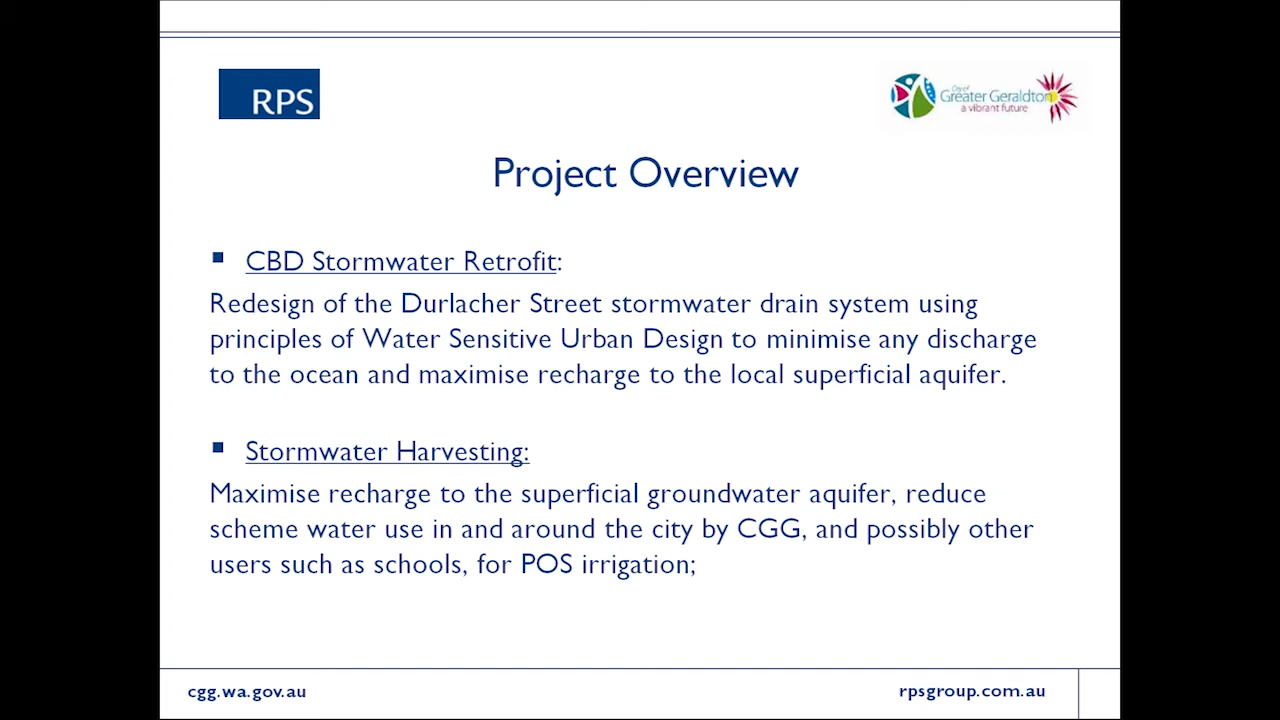 RPS
City of
Greater Geraldton
a vibrant future
Project Overview
▪ CBD Stormwater Retrofit:
Redesign of the Durlacher Street stormwater drain system using
principles of Water Sensitive Urban Design to minimise any discharge
to the ocean and maximise recharge to the local superficial aquifer.
▪ Stormwater Harvesting:
Maximise recharge to the superficial groundwater aquifer, reduce
scheme water use in and around the city by CGG, and possibly other
users such as schools, for POS irrigation;
cgg.wa.gov.au
rpsgroup.com.au